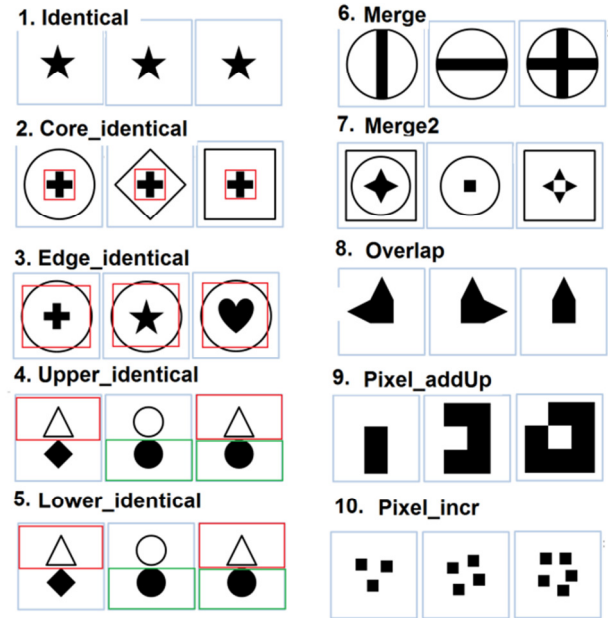 1. Identical
2. Core_identical
3. Edge_identical
4. Upper_identical
5. Lower_identical
6. Merge
7. Merge2
8. Overlap
9. Pixel_addUp
10. Pixel_incr